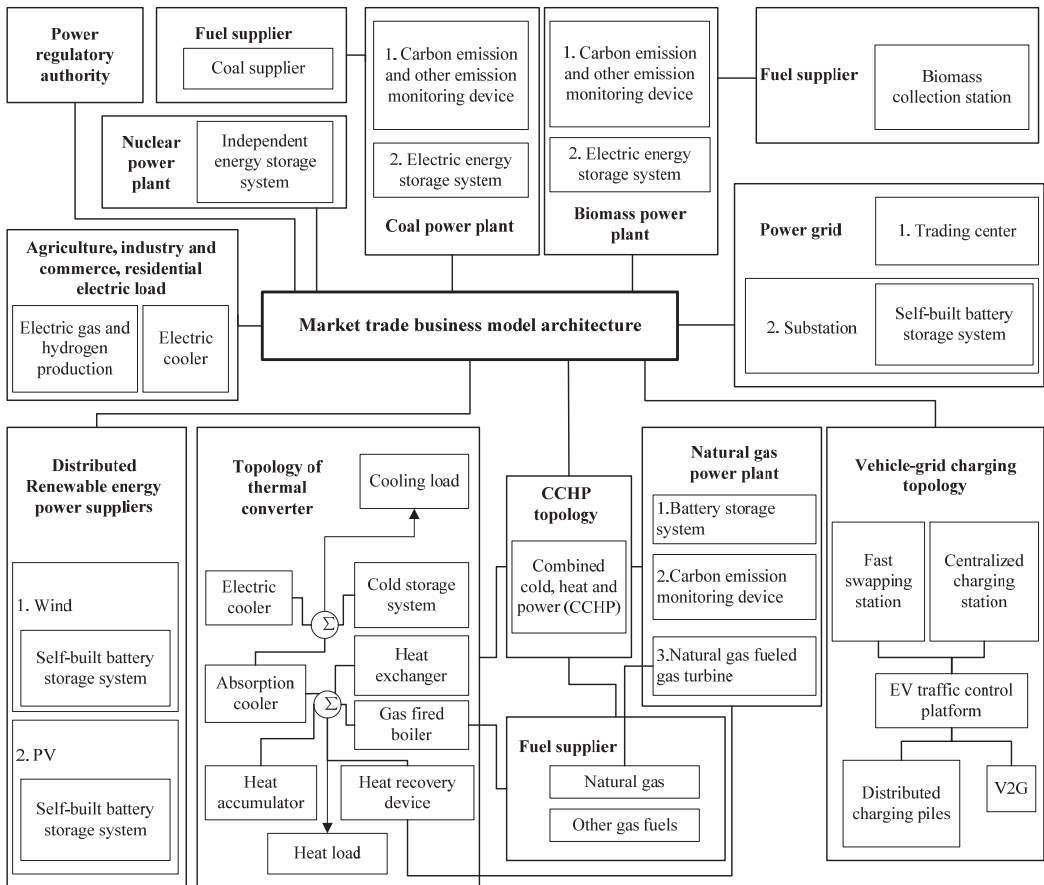 Power
regulatory
authority
Fuel supplier
Coal supplier
1. Carbon emission
and other emission
monitoring device
2. Electric energy
storage system
Coal power plant
1. Carbon emission
and other emission
monitoring device
2. Electric energy
storage system
Biomass power
plant
Fuel supplier
Biomass
collection station
Nuclear
power
plant
Independent
energy storage
system
Agriculture, industry and
commerce, residential
electric load
Electric gas and
hydrogen
production
Electric
cooler
Market trade business model architecture
Power grid
1. Trading center
2. Substation
Self-built battery
storage system
Distributed
Renewable energy
power suppliers
1. Wind
Self-built battery
storage system
2. PV
Self-built battery
storage system
Topology of
thermal
converter
Cooling load
Electric
cooler
Cold storage
system
Σ
Absorption
cooler
Heat
exchanger
Σ
Gas fired
boiler
Heat
accumulator
Heat recovery
device
Heat load
CCHP
topology
Combined
cold, heat and
power (CCHP)
Natural gas
power plant
1.Battery storage
system
2.Carbon emission
monitoring device
3.Natural gas fueled
gas turbine
Fuel supplier
Natural gas
Other gas fuels
Vehicle-grid charging
topology
Fast
swapping
station
Centralized
charging
station
EV traffic control
platform
Distributed
charging piles
V2G